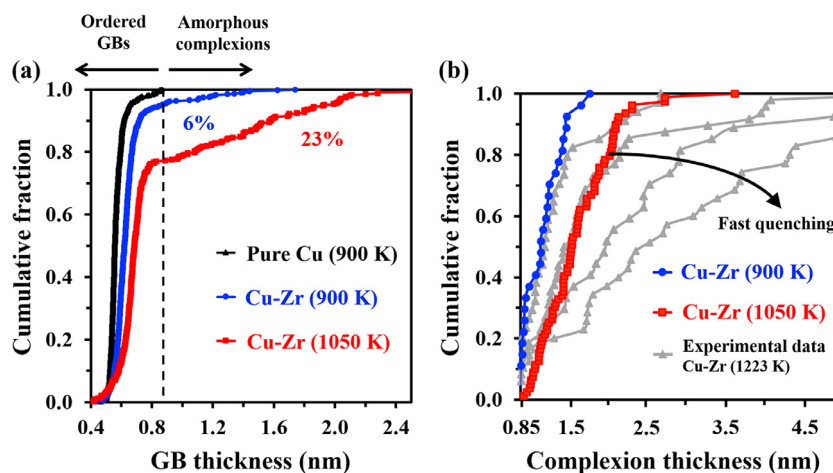 Ordered
GBs
Amorphous
complexions
(a)
1.0
0.8
0.6
0.4
0.2
0.0
Cumulative fraction
6%
23%
Pure Cu (900 K)
Cu-Zr (900 K)
Cu-Zr (1050 K)
0.4
0.8
1.2
1.6
2.0
2.4
GB thickness (nm)
(b)
1.0
0.8
0.6
0.4
0.2
0.0
Cumulative fraction
Fast quenching
Cu-Zr (900 K)
Cu-Zr (1050 K)
Experimental data
Cu-Zr (1223 K)
0.85
1.5
2.5
3.5
4.5
Complexion thickness (nm)